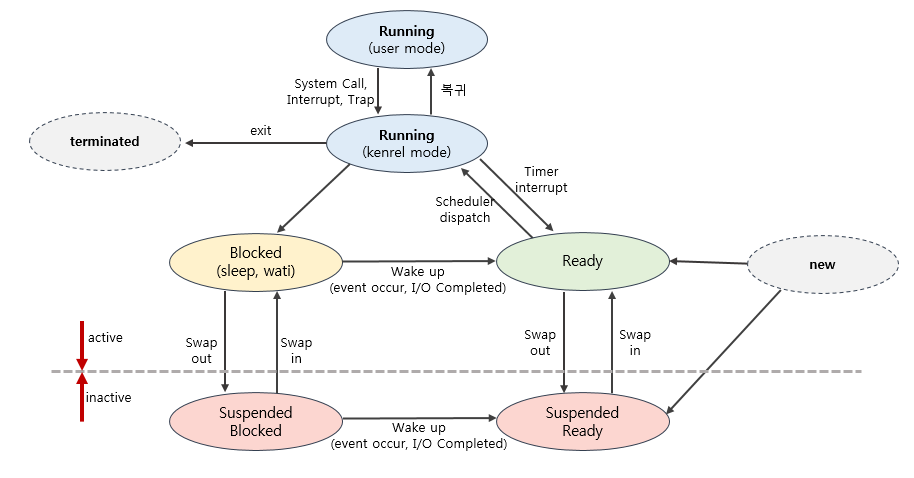 Running
(user mode)
System Call,
Interrupt, Trap
복귀
terminated
exit
Running
(kenrel mode)
Timer
interrupt
Scheduler
dispatch
Blocked
(sleep, wati)
Wake up
(event occur, I/O Completed)
Ready
new
active
Swap
out
Swap
in
Swap
out
Swap
in
inactive
Suspended
Blocked
Wake up
(event occur, I/O Completed)
Suspended
Ready